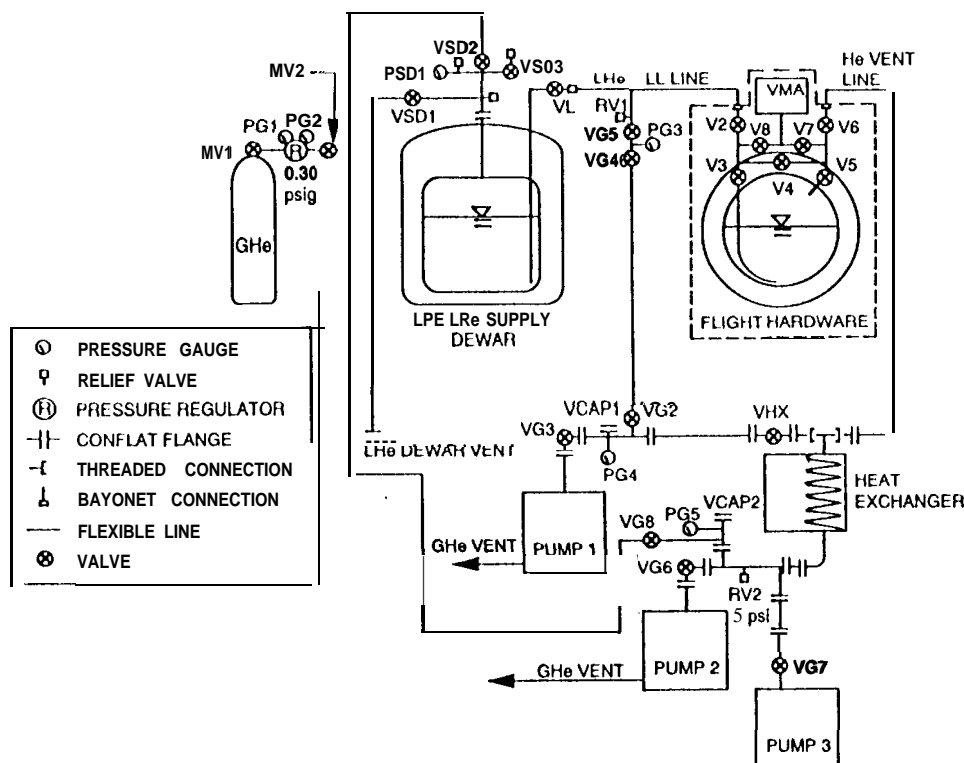 VSD2
PSD1
VS03
MV2
VSD1
VL
LHe
LL LINE
RV1
He VENT
LINE
VMA
V2
V8
V7
V6
PG1
PG2
MV1
R
0.30
psig
VG5
PG3
VG46
V3
V4
V5
GHe
LPE LRe SUPPLY
DEWAR
FLIGHT HARDWARE
PRESSURE GAUGE
RELIEF VALVE
R PRESSURE REGULATOR
CONFLAT FLANGE
THREADED CONNECTION
BAYONET CONNECTION
FLEXIBLE LINE
VALVE
VCAP1
VG2
VG3
VHX
LHe DEWAR VENT
PG4
HEAT
EXCHANGER
VCAP2
PG5
VG8
PUMP 1
GHe VENT
VG6
RV2
5 psi
PUMP 2
GHe VENT
VG7
PUMP 3